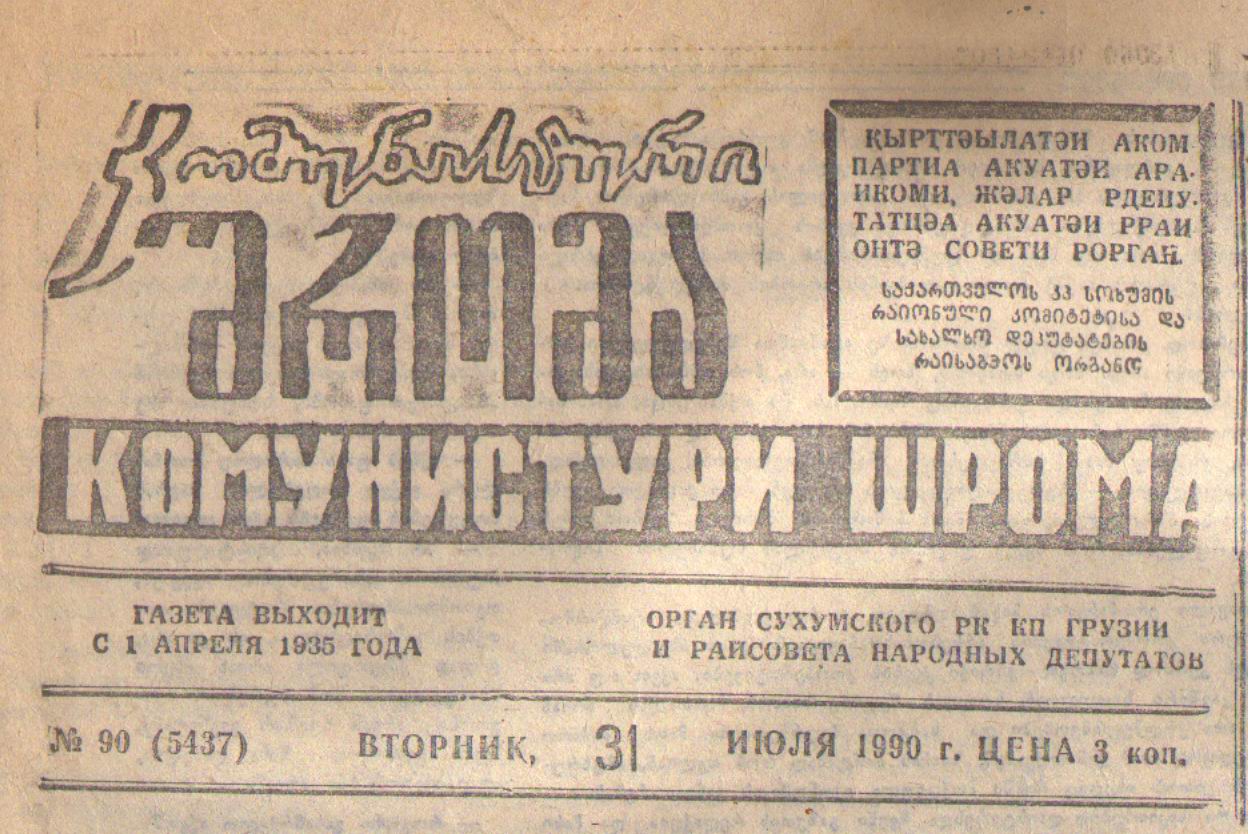 კომუნისტური
შრომა
ҚЫРҬТӘЫЛАТӘИ АКОМ
ПАРТИА АКУАТӘИ АРА-
ИКОМИ, ЖӘЛАР РДЕПУ-
ТАТЦӘА АКУАТӘИ РРАИ
ОНТӘ СОВЕТИ РОРГАН.
საქართველოს კპ სოხუმის
რაიონული კომიტეტისა და
სახალხო დეპუტატების
რაისაბჭოს ორგანო
КОМУНИСТУРИ ШРОМА
ГАЗЕТА ВЫХОДИТ
С 1 АПРЕЛЯ 1935 ГОДА
ОРГАН СУХУМСКОГО РК КП ГРУЗИИ
И РАЙСОВЕТА НАРОДНЫХ ДЕПУТАТОВ
№ 90 (5437) ВТОРНИК, 31 ИЮЛЯ 1990 г. ЦЕНА 3 коп.